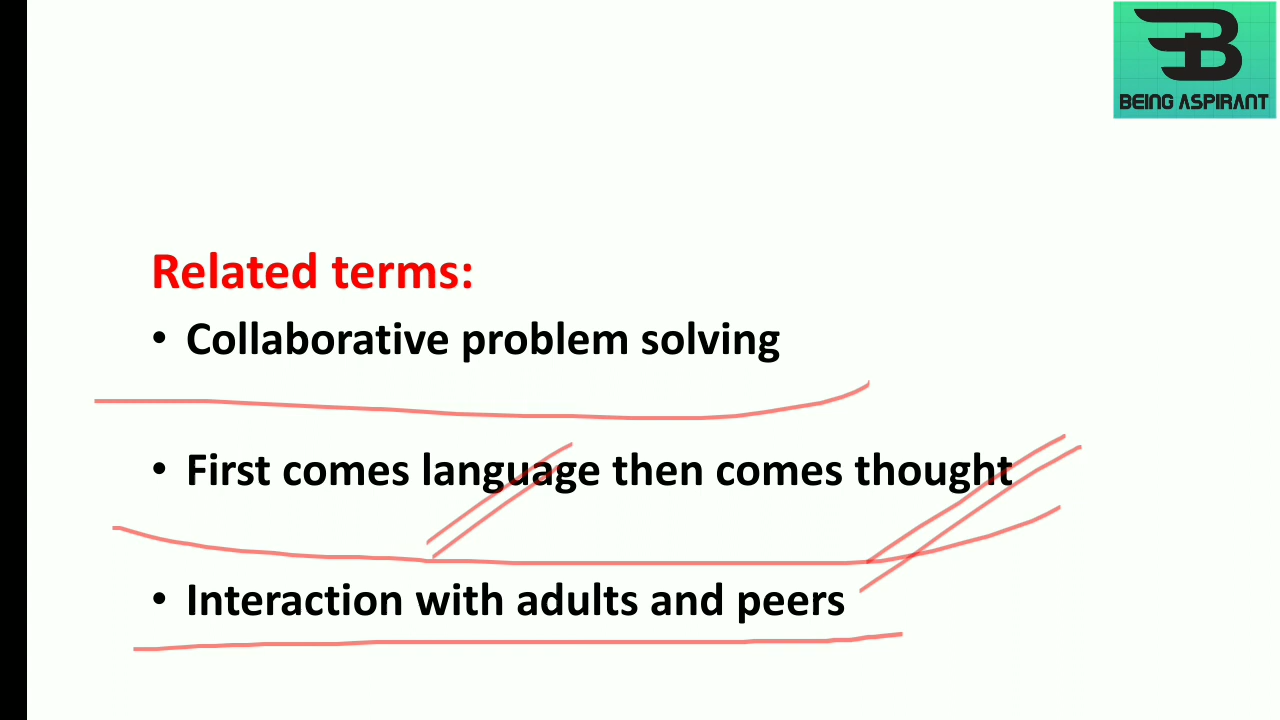 BEING ASPIRANT
Related terms:
• Collaborative problem solving
• First comes language then comes thought
• Interaction with adults and peers